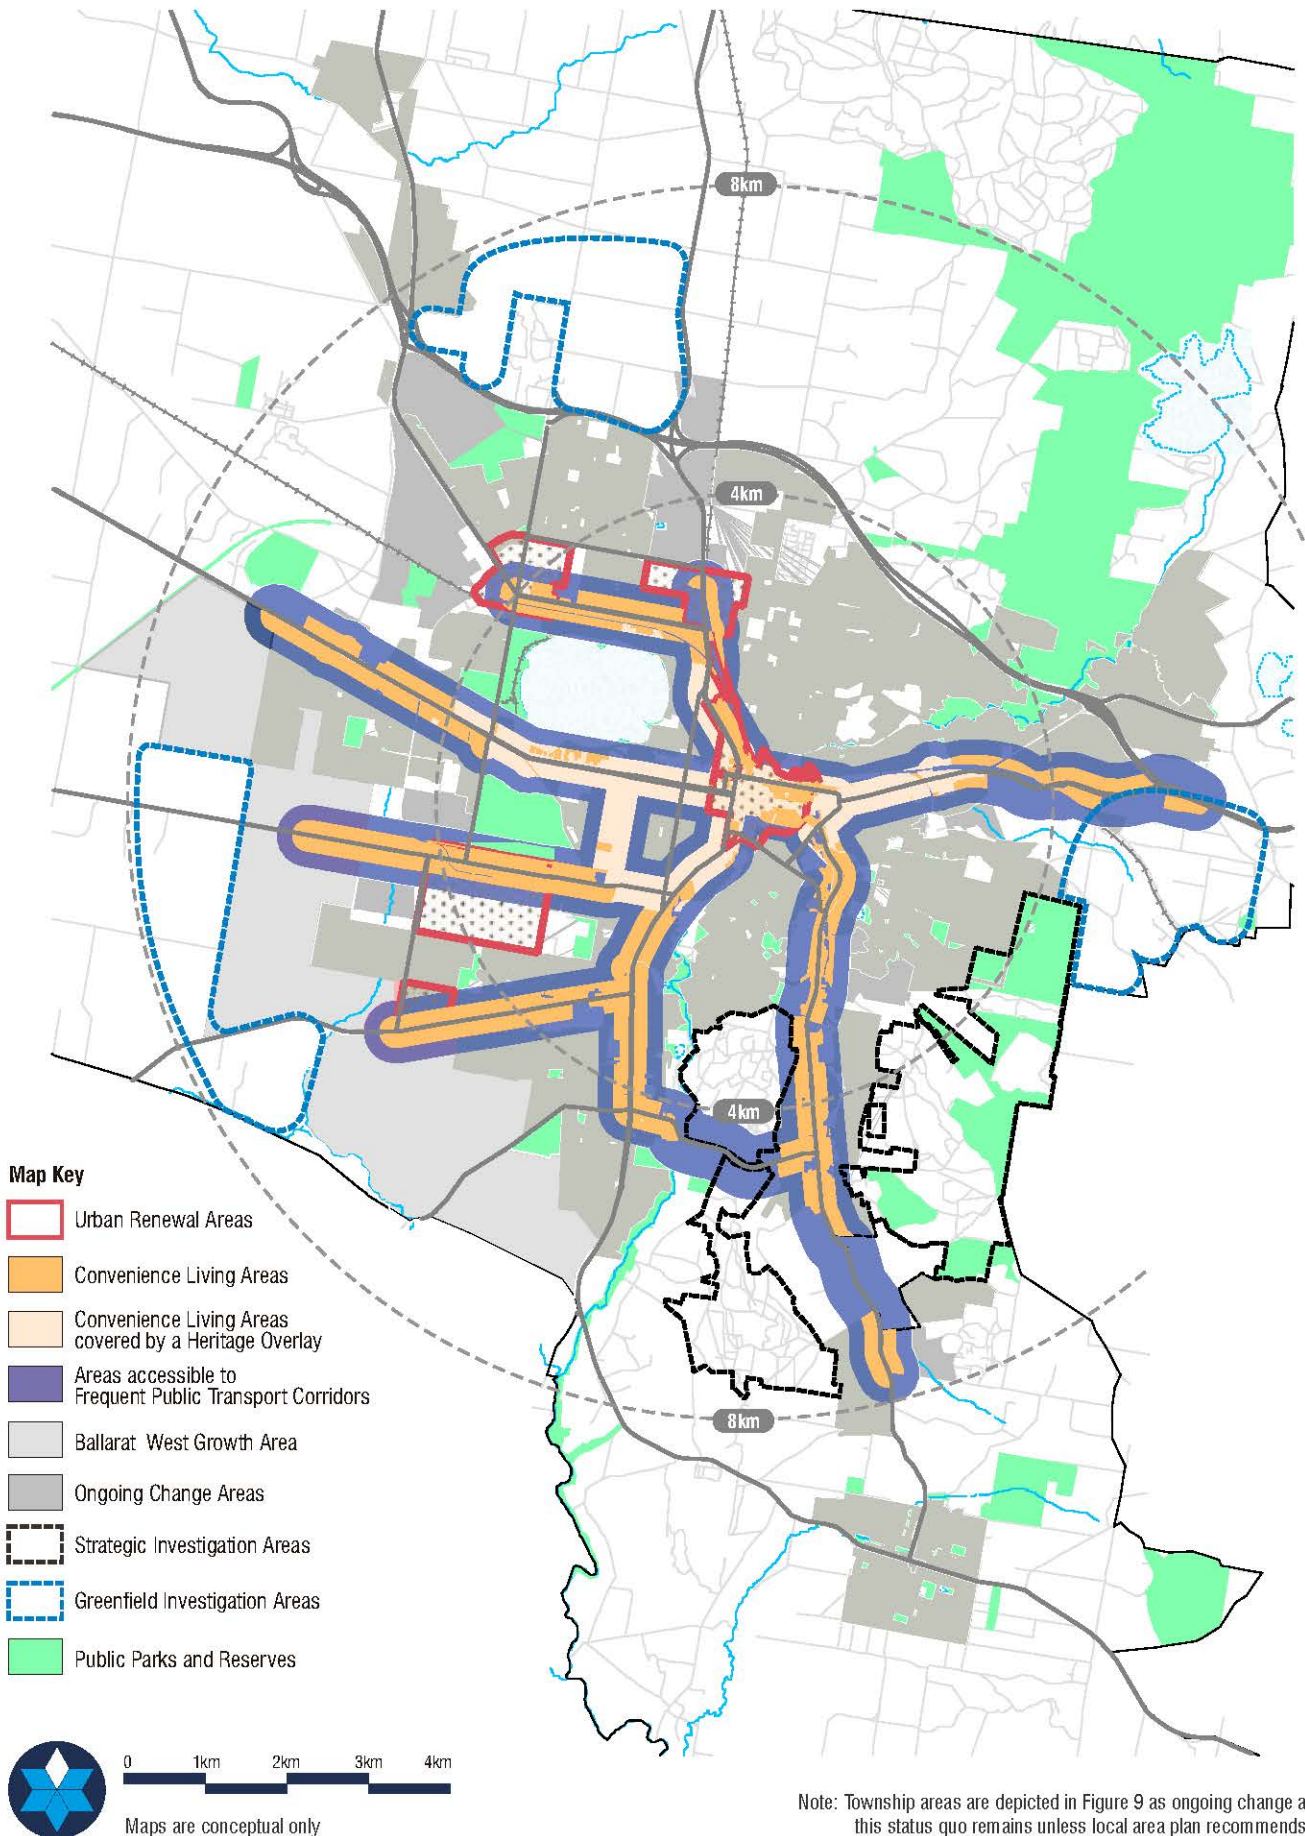 8km
4km
4km
8km
Map Key
Urban Renewal Areas
Convenience Living Areas
Convenience Living Areas
covered by a Heritage Overlay
Areas accessible to
Frequent Public Transport Corridors
Ballarat West Growth Area
Ongoing Change Areas
Strategic Investigation Areas
Greenfield Investigation Areas
Public Parks and Reserves
0 1km 2km 3km 4km
Maps are conceptual only
Note: Township areas are depicted in Figure 9 as ongoing change a
this status quo remains unless local area plan recommends